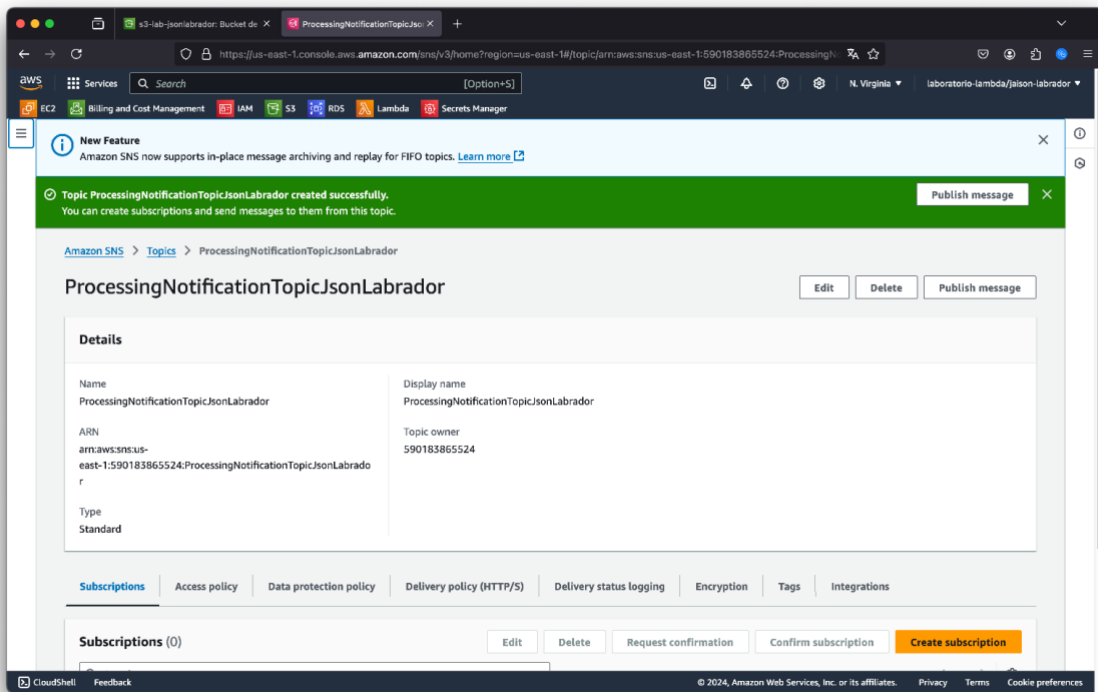 s3-lab-jsonlabrador: Bucket de
ProcessingNotificationTopicJso
https://us-east-1.console.aws.amazon.com/sns/v3/home?region=us-east-1#/topic/arn:aws:sns:us-east-1:590183865524:ProcessingN
aws Services Search [Option+S] N. Virginia laboratorio-lambda/jaison-labrador
EC2 Billing and Cost Management IAM S3 RDS Lambda Secrets Manager
New Feature
Amazon SNS now supports in-place message archiving and replay for FIFO topics. Learn more
Topic ProcessingNotificationTopicJsonLabrador created successfully.
You can create subscriptions and send messages to them from this topic.
Publish message
Amazon SNS > Topics > ProcessingNotificationTopicJsonLabrador
ProcessingNotificationTopicJsonLabrador
Edit Delete Publish message
Details
Name
ProcessingNotificationTopicJsonLabrador
ARN
arn:aws:sns:us-
east-1:590183865524:ProcessingNotificationTopicJsonLabrado
r
Type
Standard
Display name
ProcessingNotificationTopicJsonLabrador
Topic owner
590183865524
Subscriptions Access policy Data protection policy Delivery policy (HTTP/S) Delivery status logging Encryption Tags Integrations
Subscriptions (0)
Edit Delete Request confirmation Confirm subscription Create subscription
CloudShell Feedback © 2024, Amazon Web Services, Inc. or its affiliates. Privacy Terms Cookie preferences